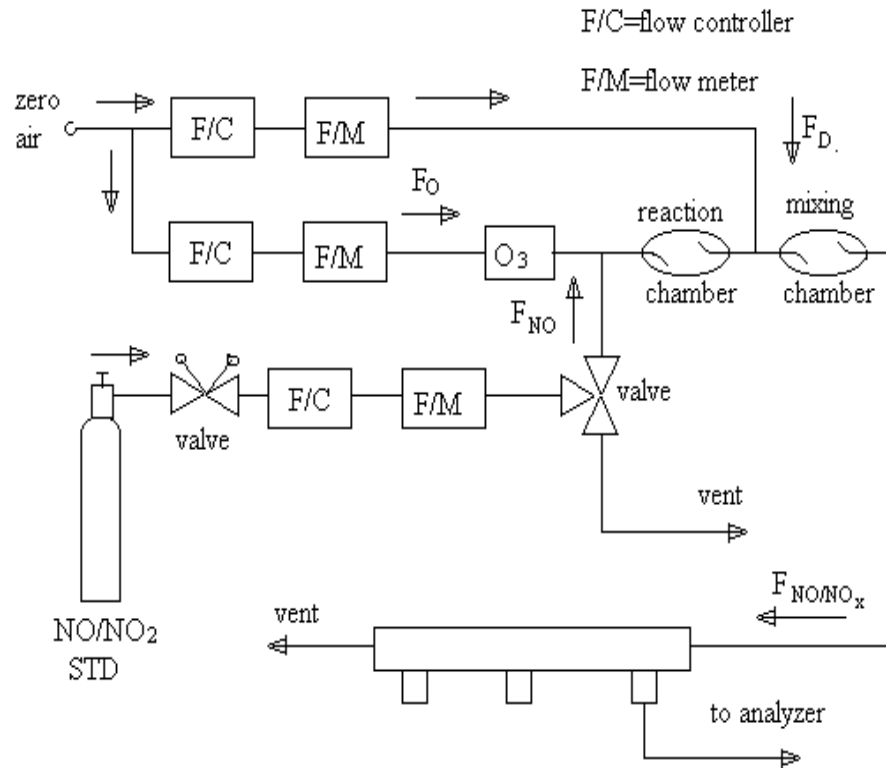 F/C=flow controller
F/M=flow meter
zero
air
F/C
F/M
F_D.
F_O
F/C
F/M
O₃
reaction
chamber
mixing
chamber
F_NO
valve
F/C
F/M
valve
vent
NO/NO₂
STD
vent
F_NO/NOₓ
to analyzer